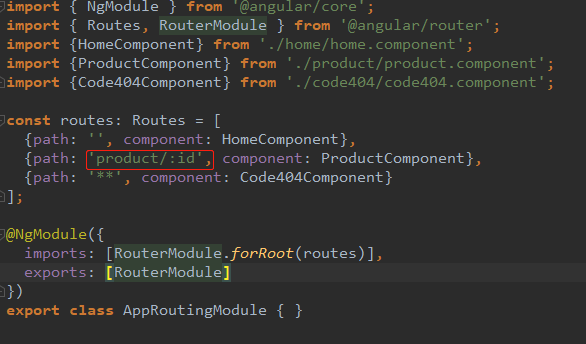 import { NgModule } from '@angular/core';
import { Routes, RouterModule } from '@angular/router';
import {HomeComponent} from './home/home.component';
import {ProductComponent} from './product/product.component';
import {Code404Component} from './code404/code404.component';
const routes: Routes = [
{path: '', component: HomeComponent},
{path: 'product/:id', component: ProductComponent},
{path: '**', component: Code404Component}
];
@NgModule({
imports: [RouterModule.forRoot(routes)],
exports: [RouterModule]
})
export class AppRoutingModule { }